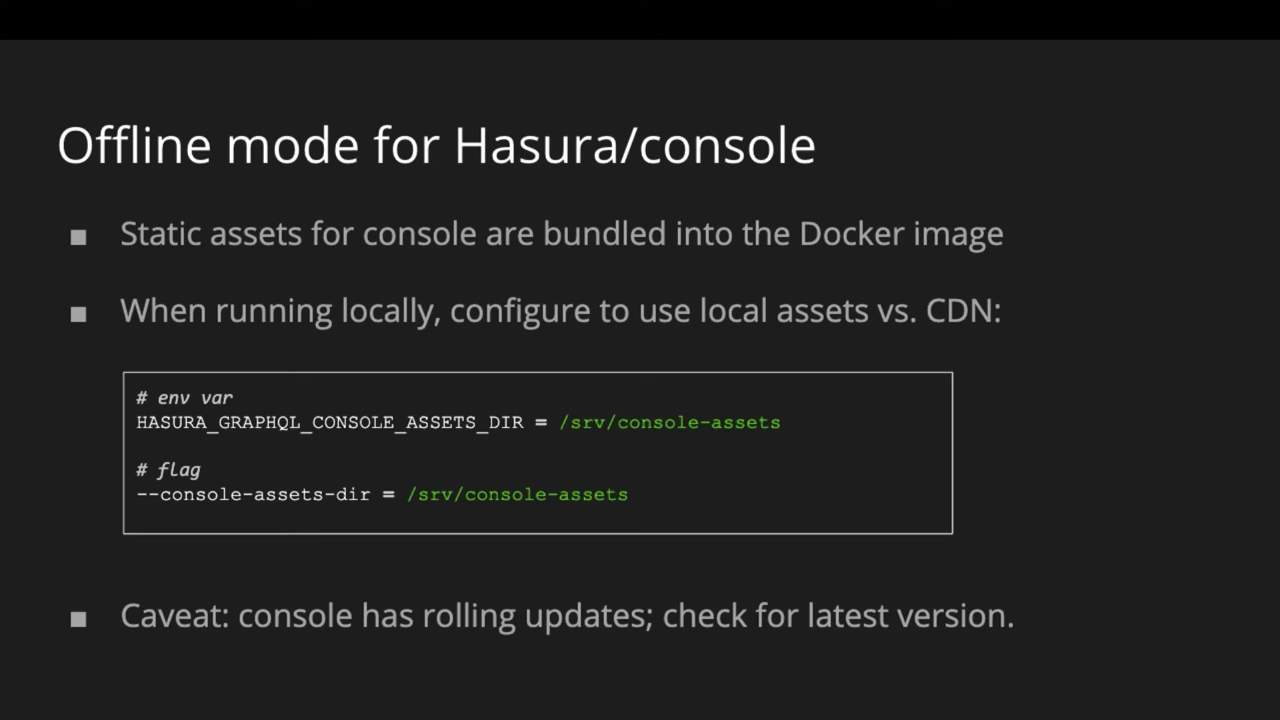 Offline mode for Hasura/console
■ Static assets for console are bundled into the Docker image
■ When running locally, configure to use local assets vs. CDN:
# env var
HASURA_GRAPHQL_CONSOLE_ASSETS_DIR = /srv/console-assets
# flag
--console-assets-dir = /srv/console-assets
■ Caveat: console has rolling updates; check for latest version.